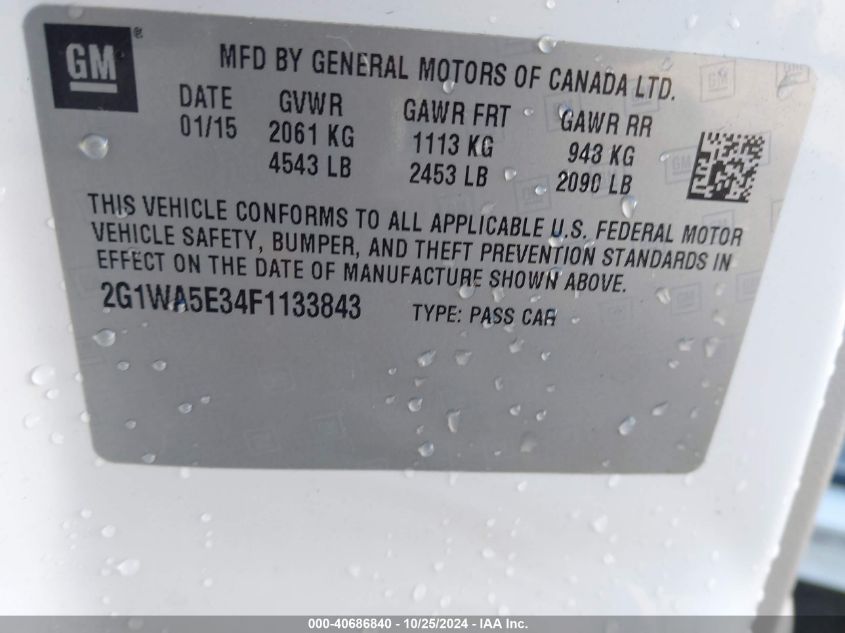 GM ®
MFD BY GENERAL MOTORS OF CANADA LTD.
DATE GVWR GAWR FRT GAWR RR
01/15 2061 KG 1113 KG 948 KG
4543 LB 2453 LB 2090 LB
THIS VEHICLE CONFORMS TO ALL APPLICABLE U.S. FEDERAL MOTOR
VEHICLE SAFETY, BUMPER, AND THEFT PREVENTION STANDARDS IN
EFFECT ON THE DATE OF MANUFACTURE SHOWN ABOVE.
2G1WA5E34F1133843 TYPE: PASS CAR
000-40686840 - 10/25/2024 - IAA Inc.